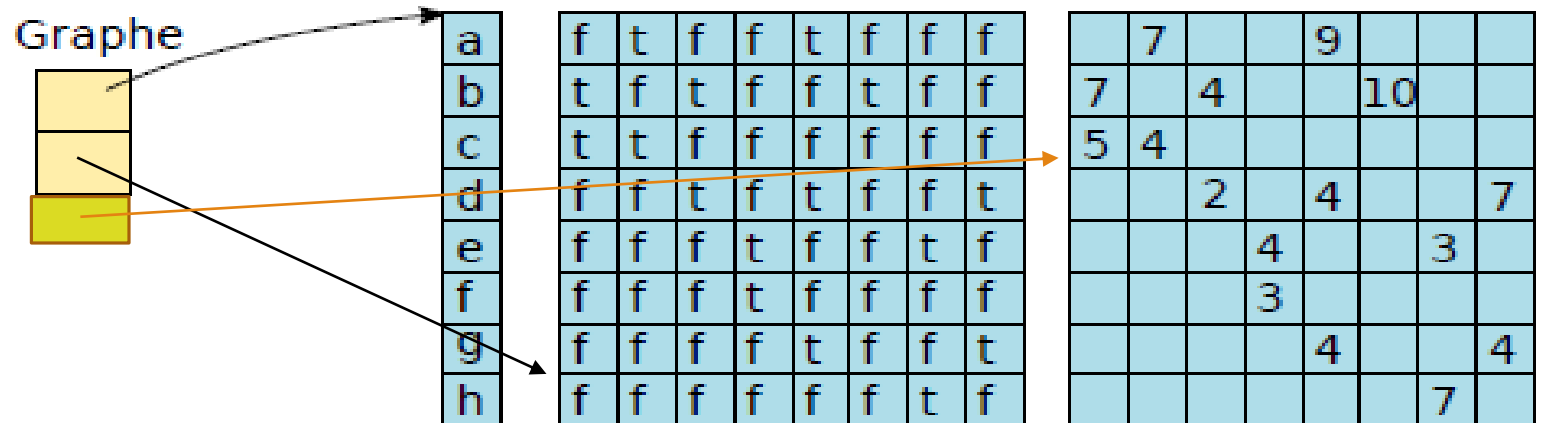 Graphe
a f t f f t f f f 7 9
b t f t f f t f f 7 4 10
c t t f f f f f f 5 4
d f f t f t f f t 2 4 7
e f f f t f f t f 4 3
f f f f t f f f f 3
g f f f f t f f t 4 4
h f f f f f f t f 7